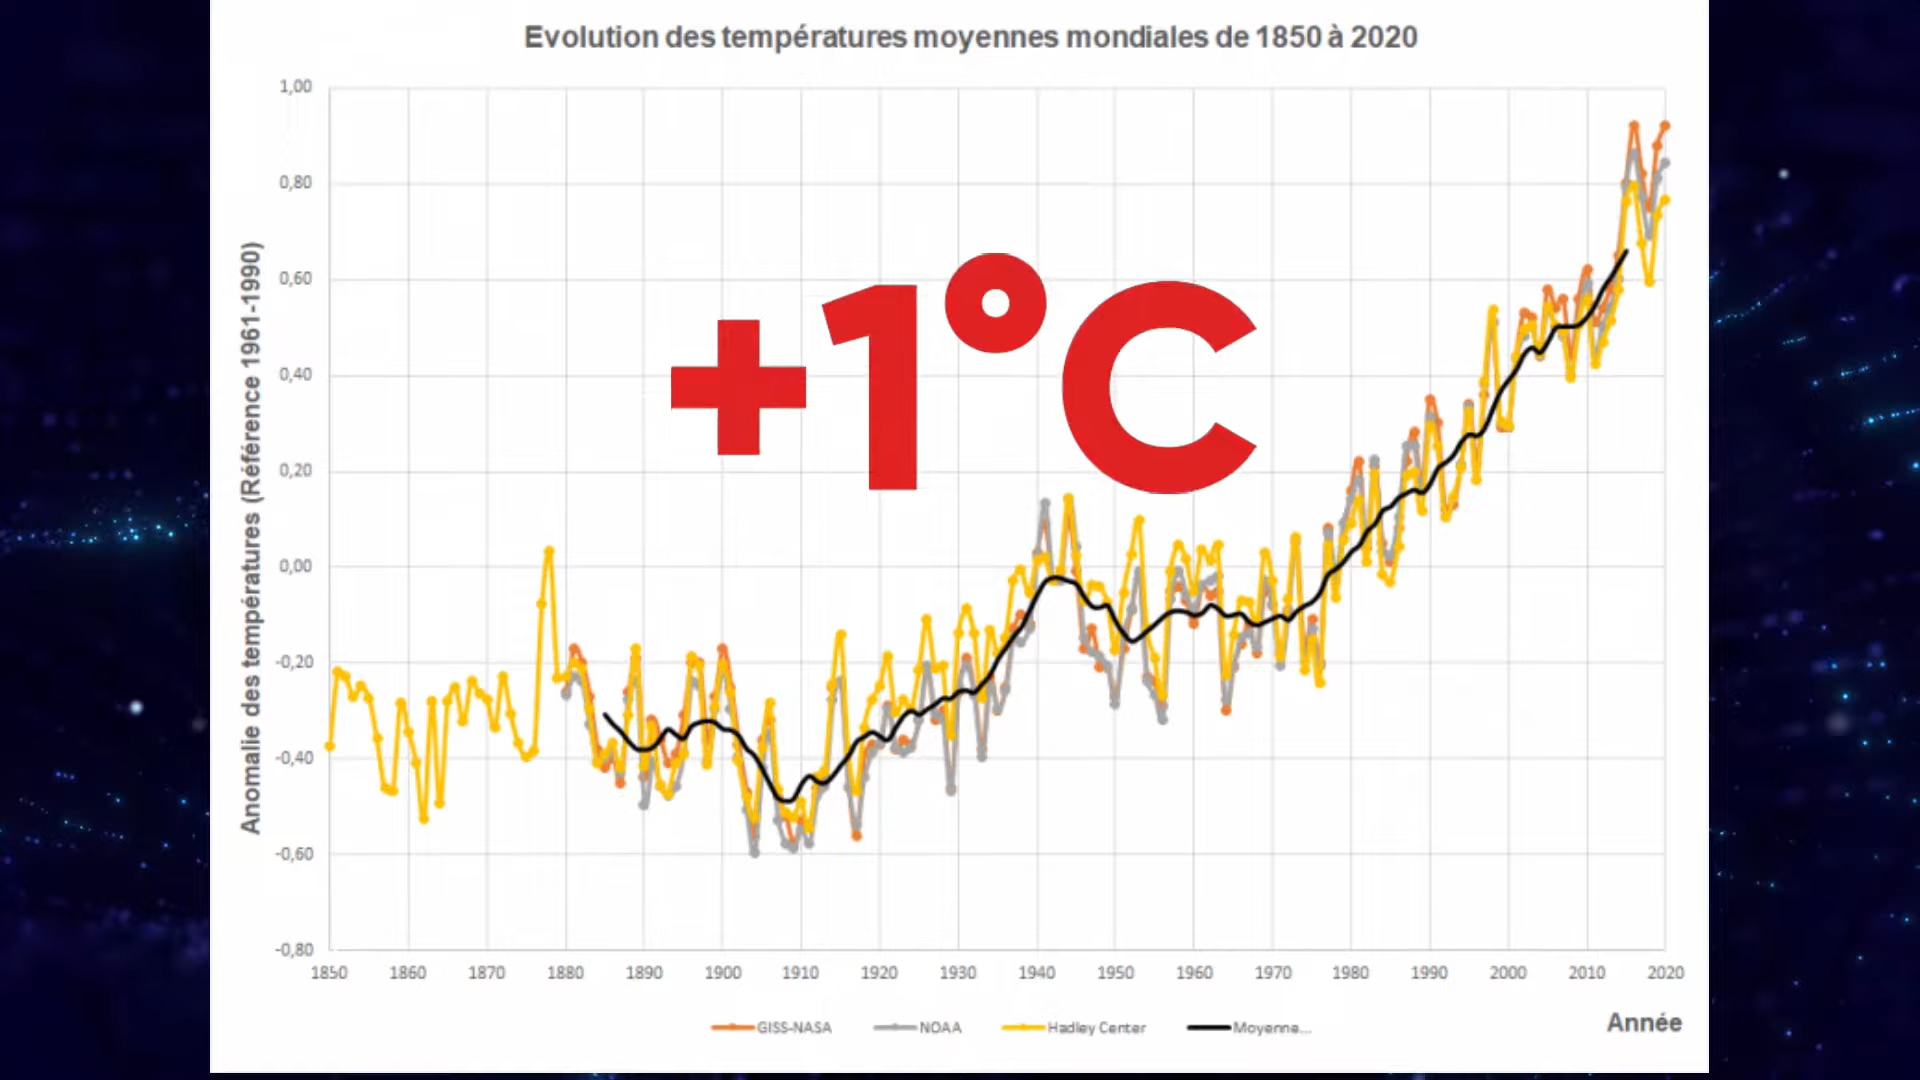 Evolution des températures moyennes mondiales de 1850 à 2020
Anomalie des températures (Référence 1961-1990)
1,00
0,80
0,60
0,40
0,20
0,00
-0,20
-0,40
-0,60
-0,80
+1°C
1850 1860 1870 1880 1890 1900 1910 1920 1930 1940 1950 1960 1970 1980 1990 2000 2010 2020
Année
GISS-NASA NOAA Hadley Center Moyenne...